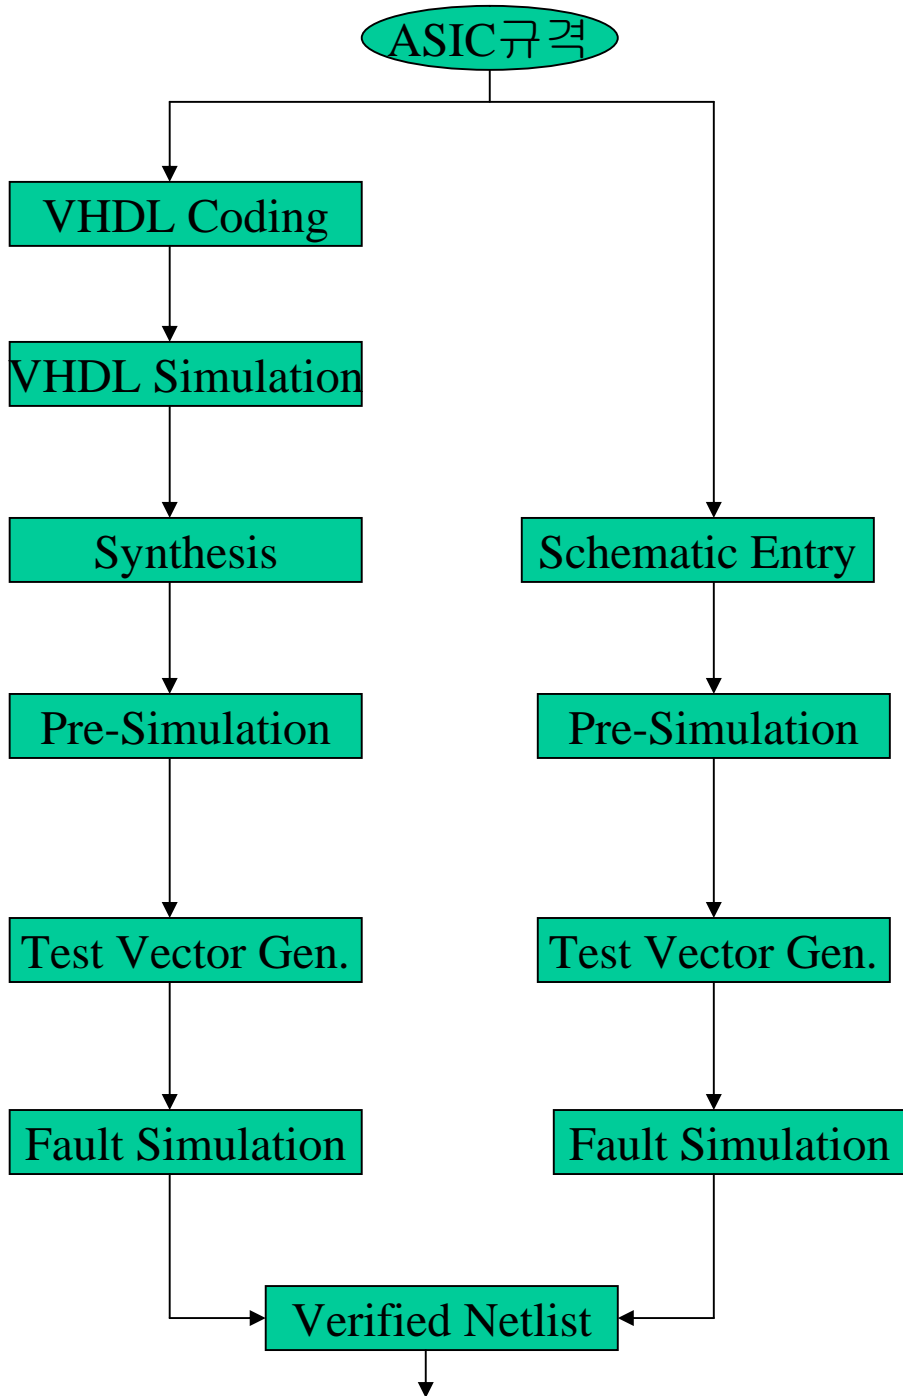 ASIC규격
VHDL Coding
VHDL Simulation
Synthesis
Schematic Entry
Pre-Simulation
Pre-Simulation
Test Vector Gen.
Test Vector Gen.
Fault Simulation
Fault Simulation
Verified Netlist